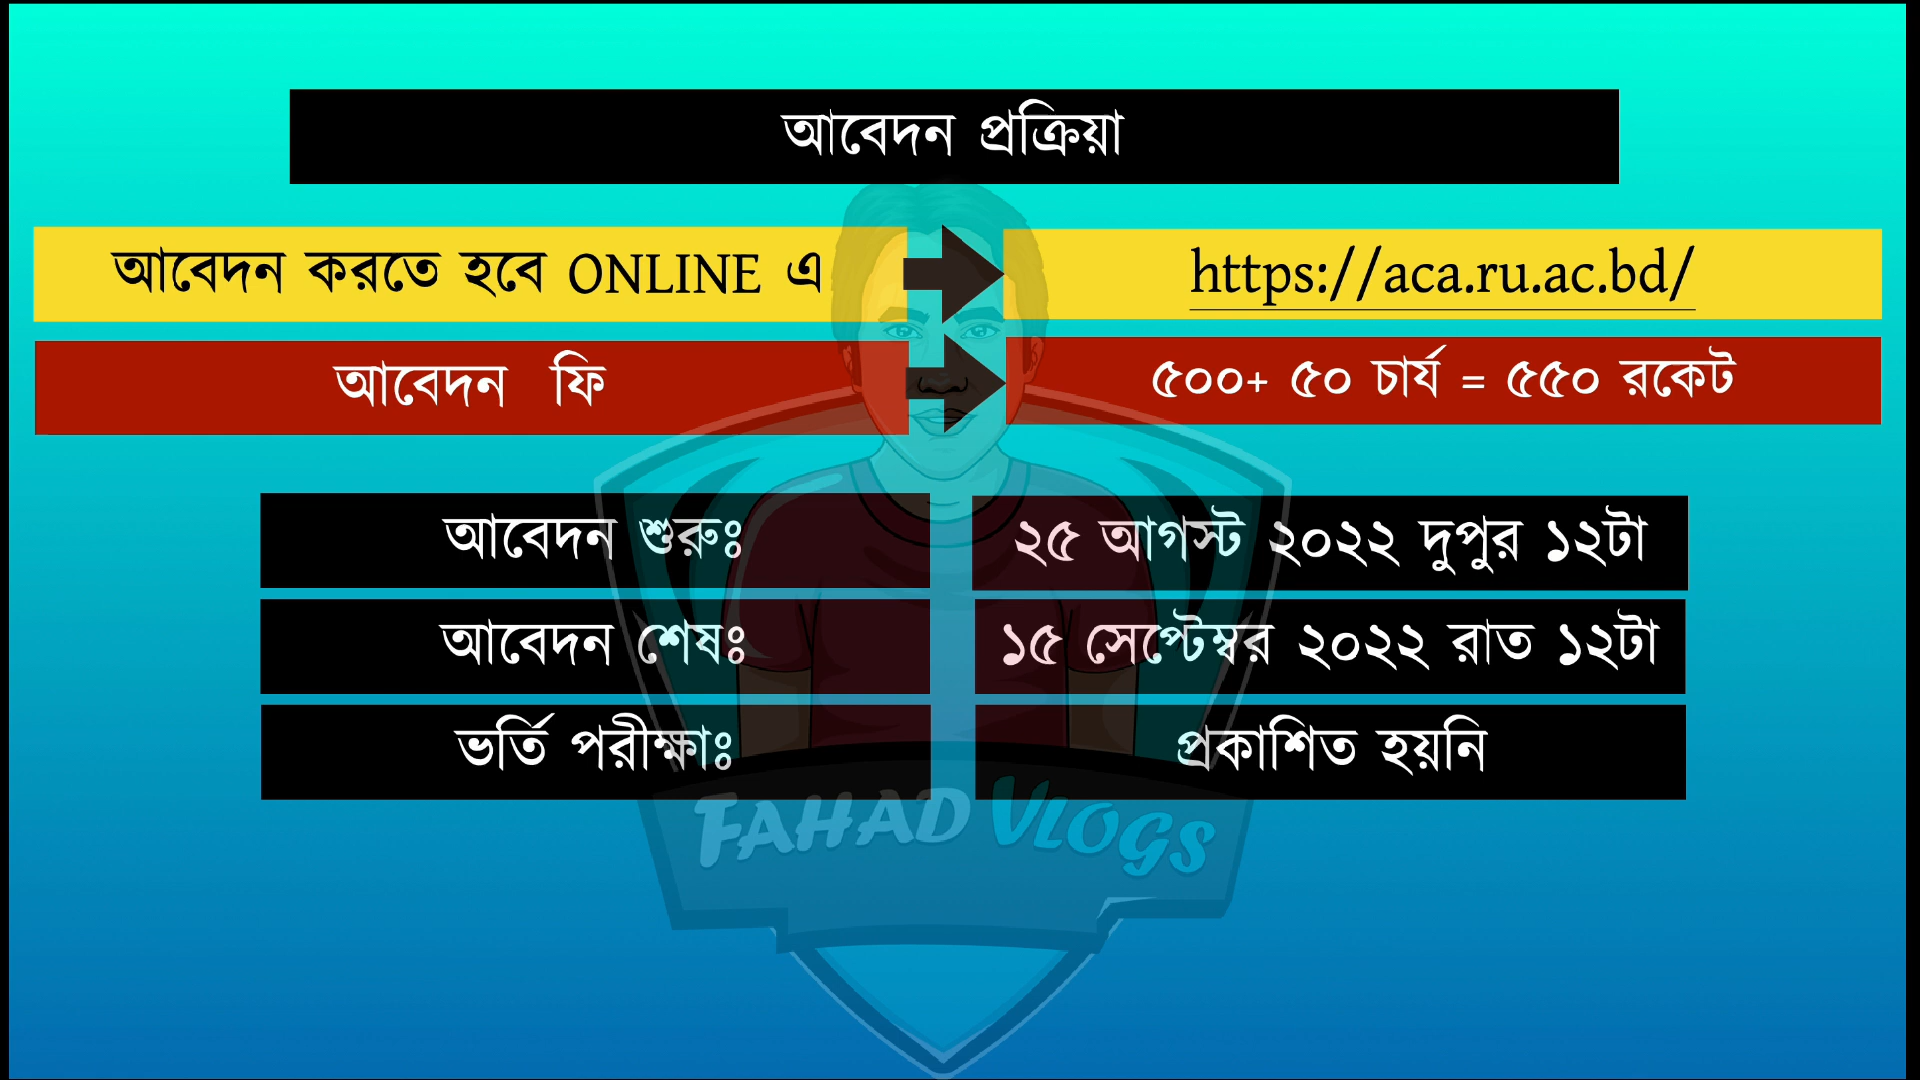 আবেদন প্রক্রিয়া
আবেদন করতে হবে ONLINE এ
https://aca.ru.ac.bd/
আবেদন ফি
৫০০+ ৫০ চার্য = ৫৫০ রকেট
আবেদন শুরুঃ
২৫ আগস্ট ২০২২ দুপুর ১২টা
আবেদন শেষঃ
১৫ সেপ্টেম্বর ২০২২ রাত ১২টা
ভর্তি পরীক্ষাঃ
প্রকাশিত হয়নি
FAHAD VLOGS